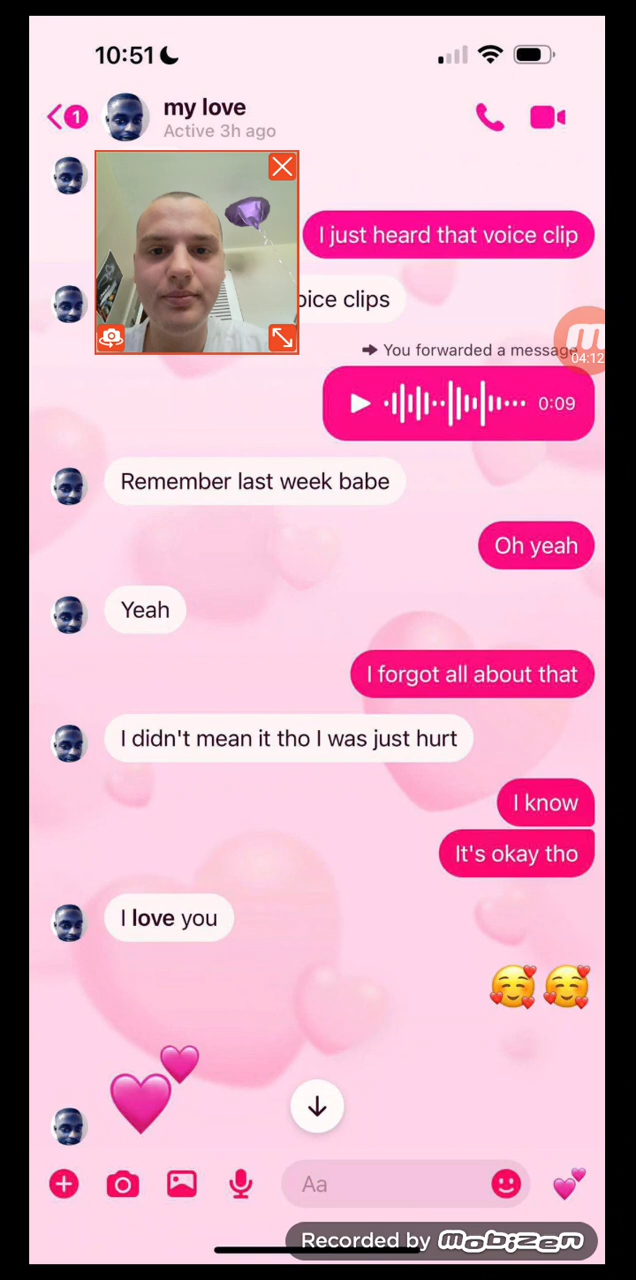 10:51
1
my love
Active 3h ago
I just heard that voice clip
oice clips
You forwarded a message
04:12
0:09
Remember last week babe
Oh yeah
Yeah
I forgot all about that
I didn't mean it tho I was just hurt
I know
It's okay tho
I love you
Aa
Recorded by mobizen